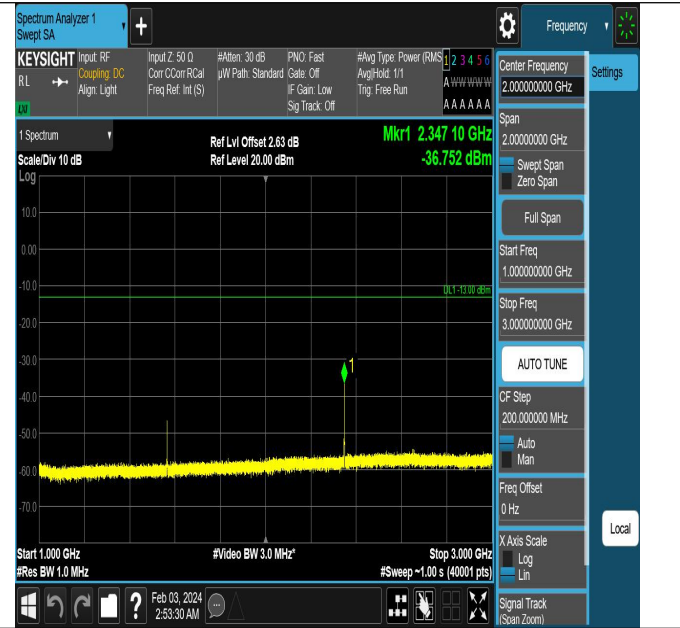 Spectrum Analyzer 1
Swept SA
+
Frequency
KEYSIGHT
RL
LXI
Input: RF
Coupling: DC
Align: Light
Input Z: 50 Ω
Corr CCorr RCal
Freq Ref: Int (S)
#Atten: 30 dB
µW Path: Standard
PNO: Fast
Gate: Off
IF Gain: Low
Sig Track: Off
#Avg Type: Power (RMS
Avg|Hold: 1/1
Trig: Free Run
1 2 3 4 5 6
A W W W W W
A A A A A A
1 Spectrum
Scale/Div 10 dB
Log
Ref Lvl Offset 2.63 dB
Ref Level 20.00 dBm
Mkr1 2.347 10 GHz
-36.752 dBm
10.0
0.00
-10.0
DL1 -13.00 dBm
-20.0
-30.0
1
-40.0
-50.0
-60.0
-70.0
Start 1.000 GHz
#Video BW 3.0 MHz*
Stop 3.000 GHz
#Res BW 1.0 MHz
#Sweep ~1.00 s (40001 pts)
Feb 03, 2024
2:53:30 AM
?
Center Frequency
2.000000000 GHz
Settings
Span
2.00000000 GHz
Swept Span
Zero Span
Full Span
Start Freq
1.000000000 GHz
Stop Freq
3.000000000 GHz
AUTO TUNE
CF Step
200.000000 MHz
Auto
Man
Freq Offset
0 Hz
X Axis Scale
Log
Lin
Local
Signal Track
(Span Zoom)